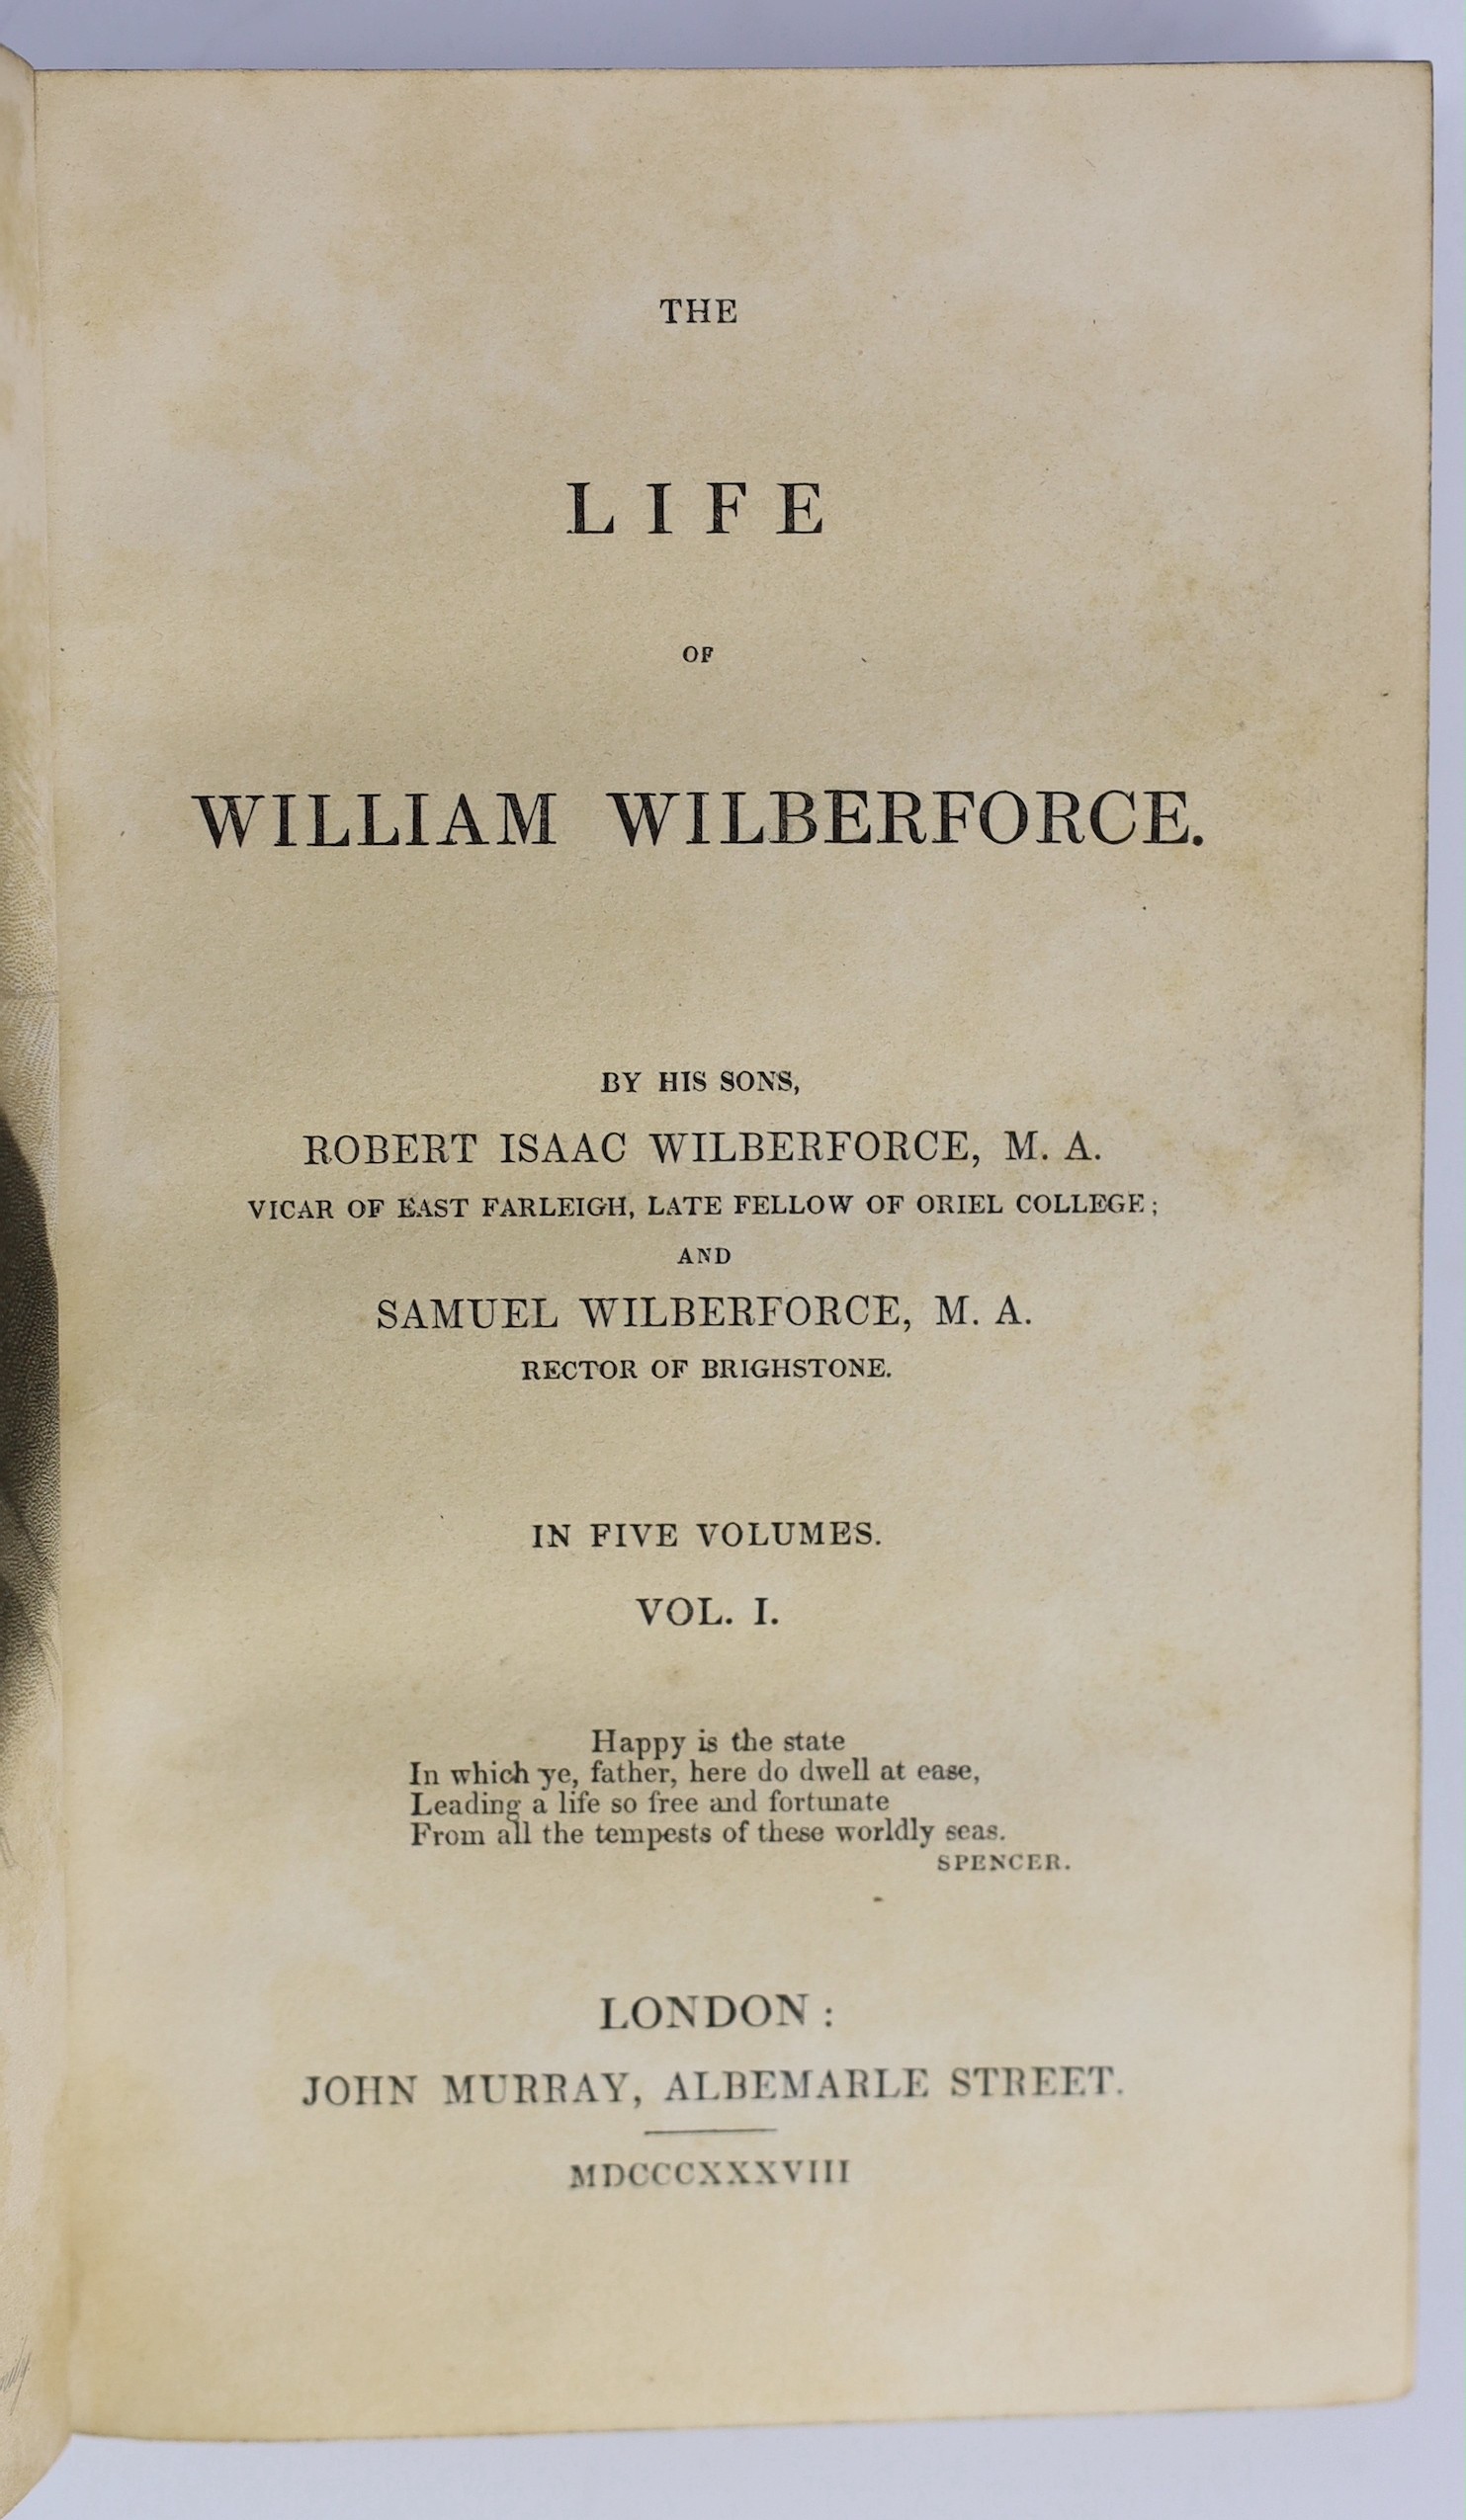 THE
LIFE
OF
WILLIAM WILBERFORCE.
BY HIS SONS,
ROBERT ISAAC WILBERFORCE, M. A.
VICAR OF EAST FARLEIGH, LATE FELLOW OF ORIEL COLLEGE;
AND
SAMUEL WILBERFORCE, M. A.
RECTOR OF BRIGHSTONE.
IN FIVE VOLUMES.
VOL. I.
Happy is the state
In which ye, father, here do dwell at ease,
Leading a life so free and fortunate
From all the tempests of these worldly seas.
SPENCER.
LONDON:
JOHN MURRAY, ALBEMARLE STREET.
MDCCCXXXVIII